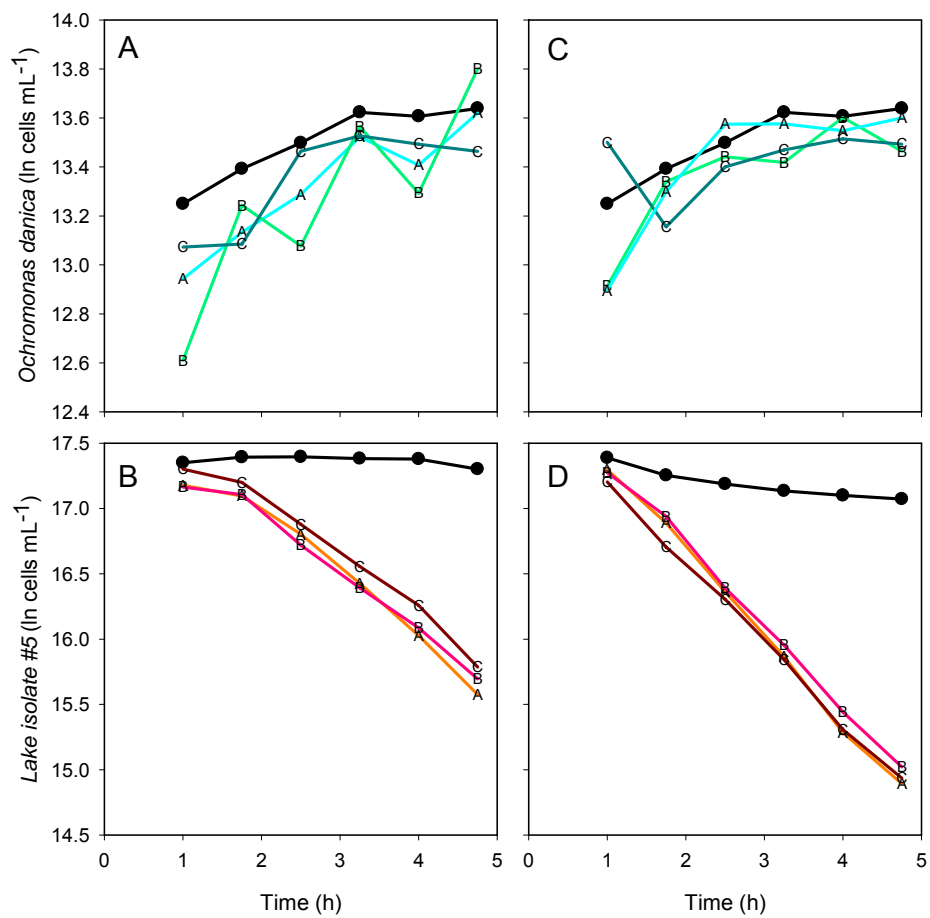 Ochromonas danica (ln cells mL⁻¹)
14.0
13.8
13.6
13.4
13.2
13.0
12.8
12.6
12.4
A
A
A
A
A
A
A
B
B
B
B
B
B
C
C
C
C
C
C
C
A
A
A
A
A
A
B
B
B
B
B
B
C
C
C
C
C
C
Lake isolate #5 (ln cells mL⁻¹)
17.5
17.0
16.5
16.0
15.5
15.0
14.5
B
A
A
A
A
A
A
B
B
B
B
B
B
C
C
C
C
C
C
D
A
A
A
A
A
A
B
B
B
B
B
B
C
C
C
C
C
C
0 1 2 3 4 5
0 1 2 3 4 5
Time (h)
Time (h)